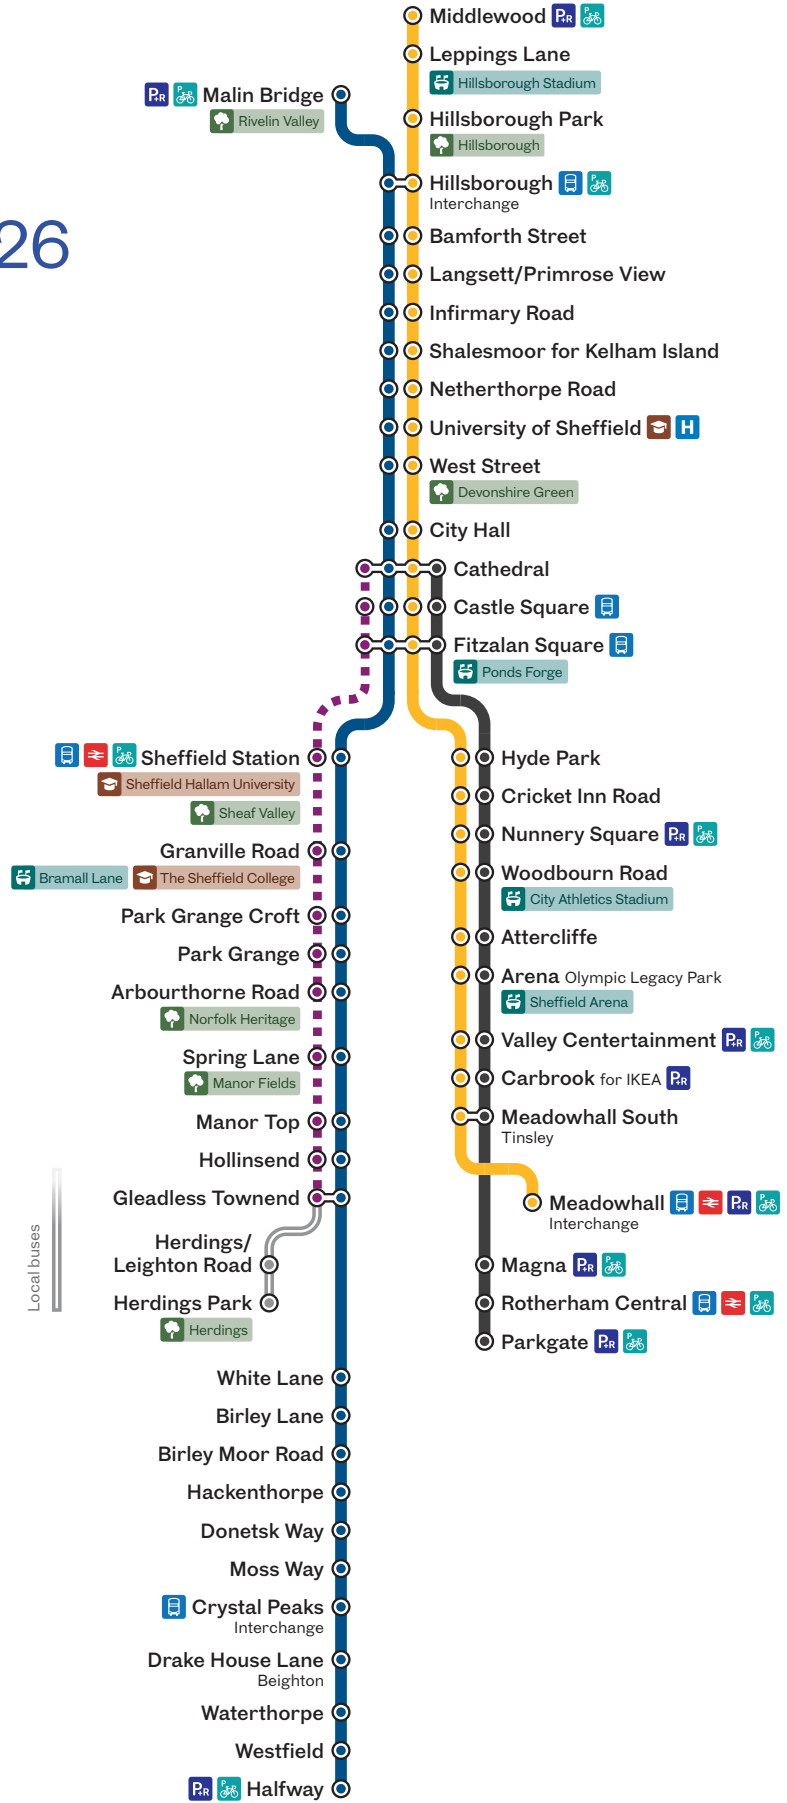 Middlewood P+R P
Leppings Lane
Hillsborough Stadium
P+R P Malin Bridge
Rivelin Valley
Hillsborough Park
Hillsborough
Hillsborough P
Interchange
26
Bamforth Street
Langsett/Primrose View
Infirmary Road
Shalesmoor for Kelham Island
Netherthorpe Road
University of Sheffield H
West Street
Devonshire Green
City Hall
Cathedral
Castle Square
Fitzalan Square
Ponds Forge
P Sheffield Station
Sheffield Hallam University
Sheaf Valley
Granville Road
Bramall Lane The Sheffield College
Park Grange Croft
Park Grange
Arbourthorne Road
Norfolk Heritage
Spring Lane
Manor Fields
Manor Top
Hollinsend
Gleadless Townend
Hyde Park
Cricket Inn Road
Nunnery Square P+R P
Woodbourn Road
City Athletics Stadium
Attercliffe
Arena Olympic Legacy Park
Sheffield Arena
Valley Centertainment P+R P
Carbrook for IKEA P+R
Meadowhall South
Tinsley
Meadowhall P+R P
Interchange
Magna P+R P
Rotherham Central P
Parkgate P+R P
Local buses
Herdings/
Leighton Road
Herdings Park
Herdings
White Lane
Birley Lane
Birley Moor Road
Hackenthorpe
Donetsk Way
Moss Way
Crystal Peaks
Interchange
Drake House Lane
Beighton
Waterthorpe
Westfield
P+R P Halfway